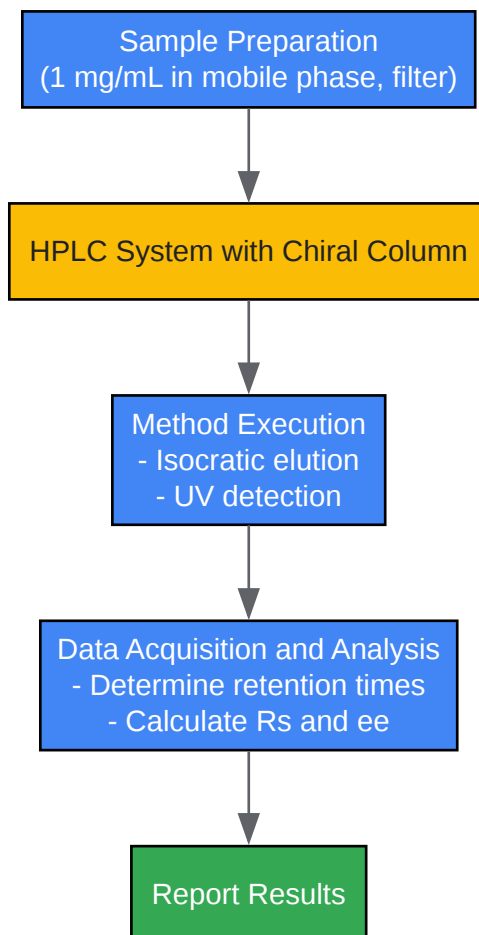 Sample Preparation
(1 mg/mL in mobile phase, filter)
HPLC System with Chiral Column
Method Execution
- Isocratic elution
- UV detection
Data Acquisition and Analysis
- Determine retention times
- Calculate Rs and ee
Report Results